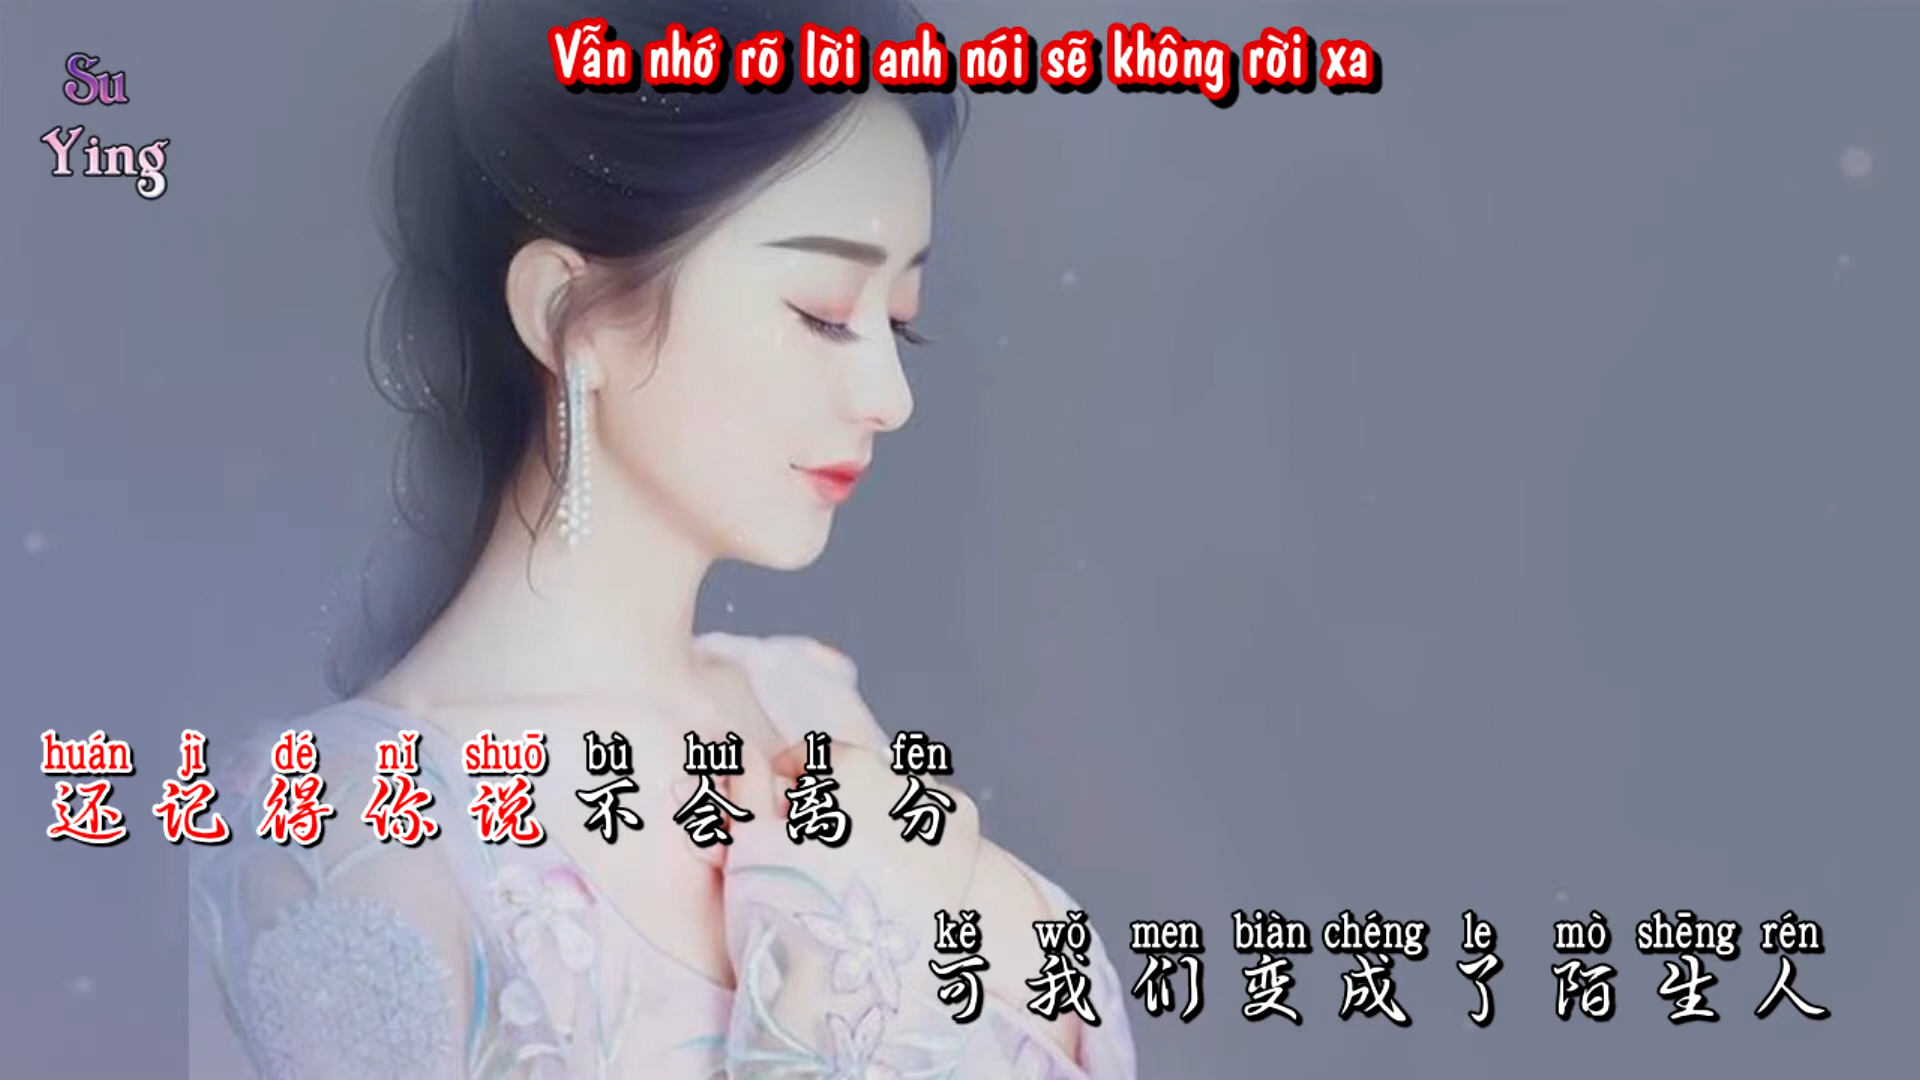 Vẫn nhớ rõ lời anh nói sẽ không rời xa
Su
Ying
huán jì dé nǐ shuō bù huì lí fēn
还记得你说不会离分
kě wǒ men biàn chéng le mò shēng rén
可我们变成了陌生人